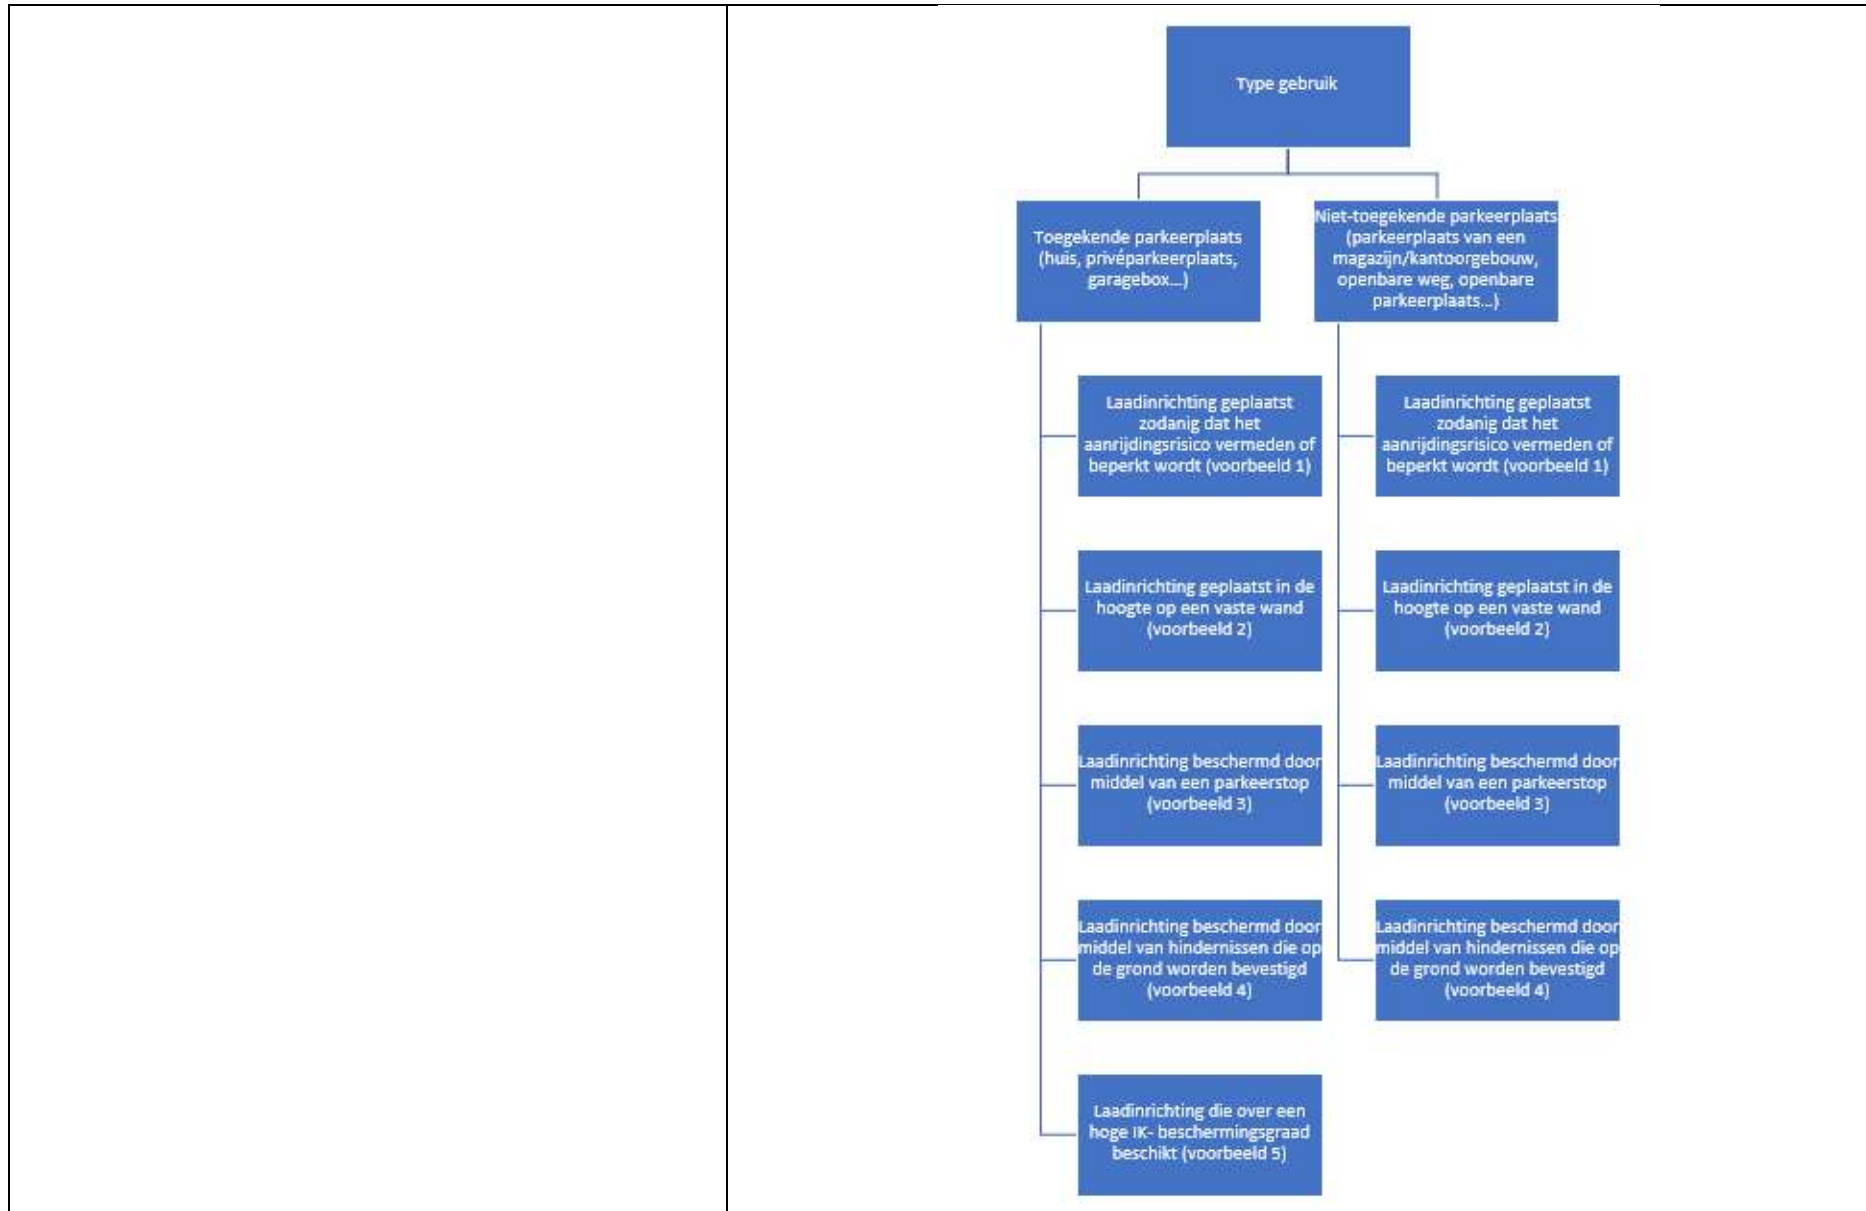 Type gebruik
Toegekende parkeerplaats
(huis, privéparkeerplaats,
garagebox...)
Niet-toegekende parkeerplaats
(parkeerplaats van een
magazijn/kantoorgebouw,
openbare weg, openbare
parkeerplaats...)
Laadinrichting geplaatst
zodanig dat het
aanrijdingsrisico vermeden of
beperkt wordt (voorbeeld 1)
Laadinrichting geplaatst
zodanig dat het
aanrijdingsrisico vermeden of
beperkt wordt (voorbeeld 1)
Laadinrichting geplaatst in de
hoogte op een vaste wand
(voorbeeld 2)
Laadinrichting geplaatst in de
hoogte op een vaste wand
(voorbeeld 2)
Laadinrichting beschermd door
middel van een parkeerstop
(voorbeeld 3)
Laadinrichting beschermd door
middel van een parkeerstop
(voorbeeld 3)
Laadinrichting beschermd door
middel van hindernissen die op
de grond worden bevestigd
(voorbeeld 4)
Laadinrichting beschermd door
middel van hindernissen die op
de grond worden bevestigd
(voorbeeld 4)
Laadinrichting die over een
hoge IK- beschermingsgraad
beschikt (voorbeeld 5)